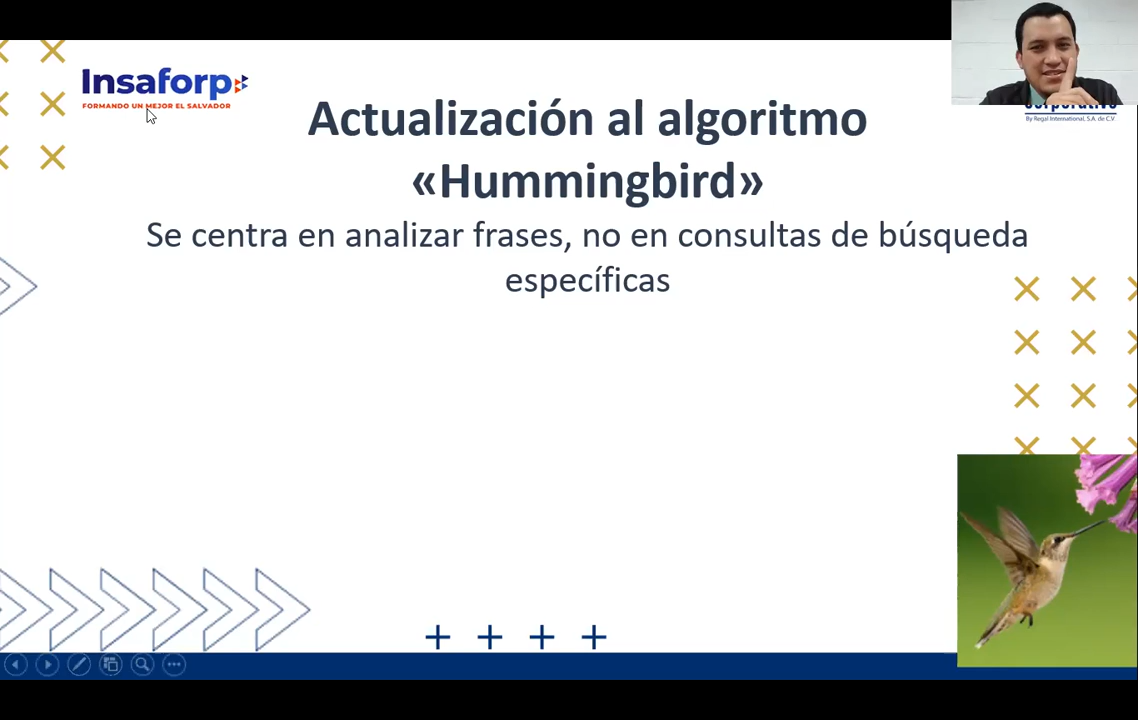 Insaforp
FORMANDO UN MEJOR EL SALVADOR
Corporativo
By Regal International, S.A. de C.V.
Actualización al algoritmo
«Hummingbird»
Se centra en analizar frases, no en consultas de búsqueda
específicas